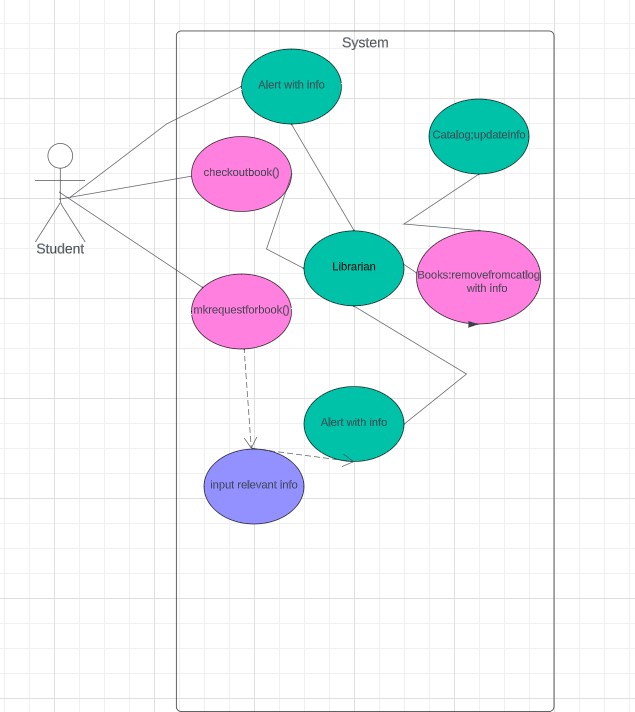 System
Alert with info
Catalog;updateinfo
checkoutbook()
Student
Librarian
Books;removefromcatlog
with info
mkrequestforbook()
Alert with info
input relevant info